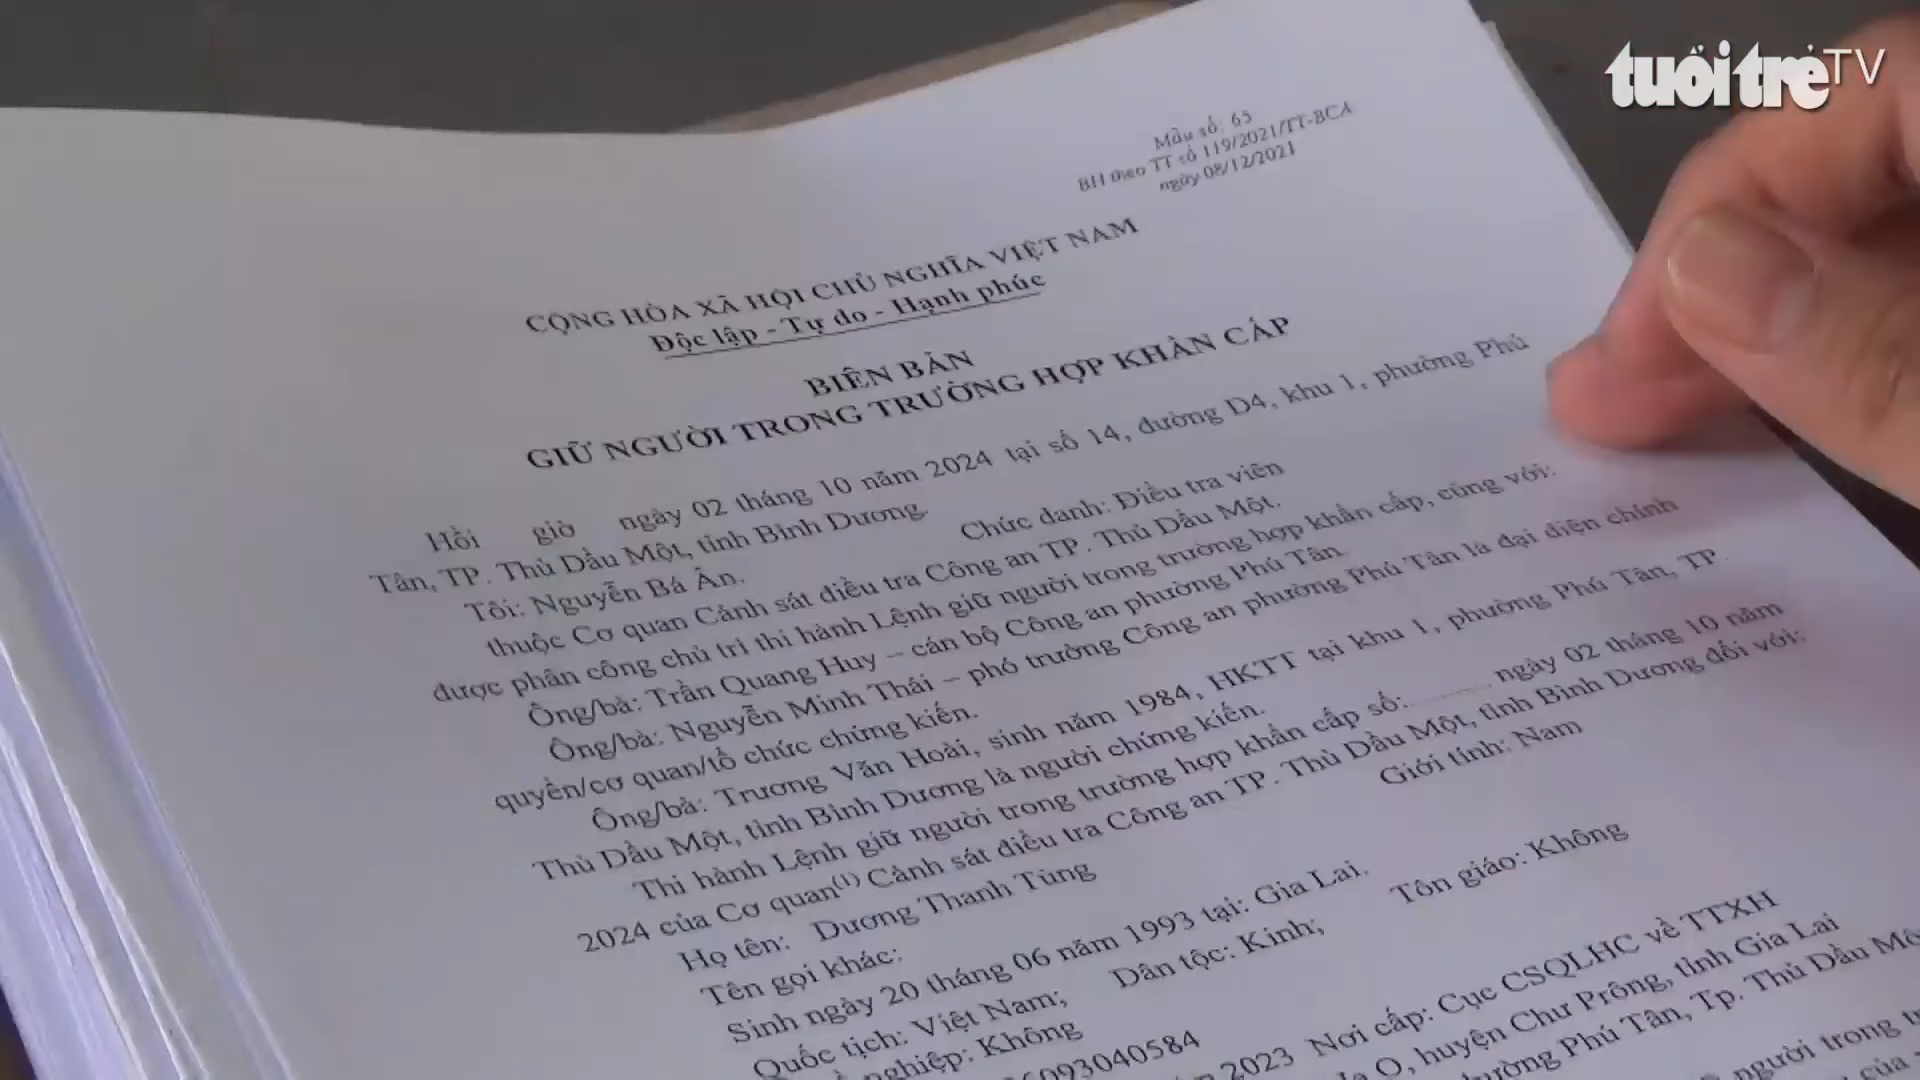 tuổi trẻ TV
Mẫu số: 65
BH theo TT số 119/2021/TT-BCA
ngày 08/12/2021
CỘNG HÒA XÃ HỘI CHỦ NGHĨA VIỆT NAM
Độc lập - Tự do - Hạnh phúc
BIÊN BẢN
GIỮ NGƯỜI TRONG TRƯỜNG HỢP KHẨN CẤP
Hồi giờ ngày 02 tháng 10 năm 2024 tại số 14, đường D4, khu 1, phường Phú
Tân, TP. Thủ Dầu Một, tỉnh Bình Dương.
Tôi: Nguyễn Bá Ân. Chức danh: Điều tra viên
thuộc Cơ quan Cảnh sát điều tra Công an TP. Thủ Dầu Một.
được phân công chủ trì thi hành Lệnh giữ người trong trường hợp khẩn cấp, cùng với:
Ông/bà: Trần Quang Huy – cán bộ Công an phường Phú Tân.
Ông/bà: Nguyễn Minh Thái – phó trưởng Công an phường Phú Tân là đại diện chính
quyền/cơ quan/tổ chức chứng kiến.
Ông/bà: Trương Văn Hoài, sinh năm 1984, HKTT tại khu 1, phường Phú Tân, TP.
Thủ Dầu Một, tỉnh Bình Dương là người chứng kiến.
Thi hành Lệnh giữ người trong trường hợp khẩn cấp số:.......... ngày 02 tháng 10 năm
2024 của Cơ quan(1) Cảnh sát điều tra Công an TP. Thủ Dầu Một, tỉnh Bình Dương đối với:
Họ tên: Dương Thanh Tùng Giới tính: Nam
Tên gọi khác:
Sinh ngày 20 tháng 06 năm 1993 tại: Gia Lai.
Quốc tịch: Việt Nam; Dân tộc: Kinh; Tôn giáo: Không
nghiệp: Không
6093040584
2023 Nơi cấp: Cục CSQLHC về TTXH
O, huyện Chư Prông, tỉnh Gia Lai
Phú Tân, Tp. Thủ Dầu
người trong
của